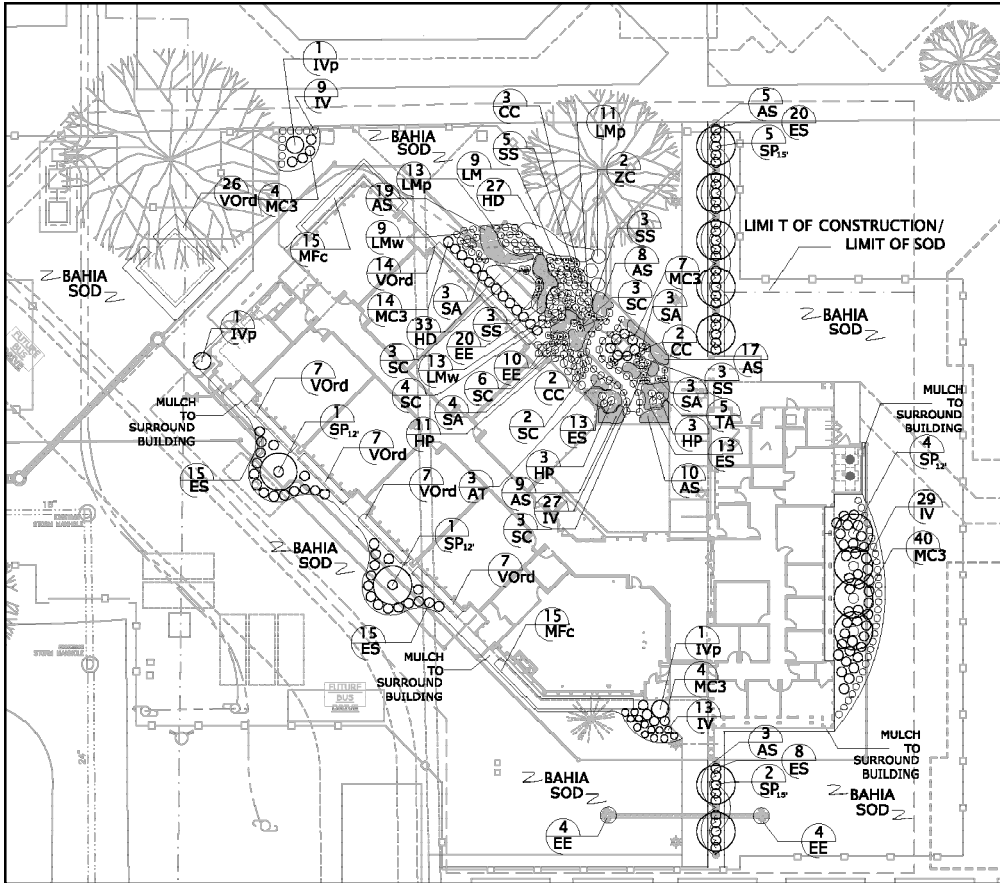 1
IVp
9
IV
BAHIA
SOD
3
CC
5
SS
11
LMp
2
ZC
5
AS
20
ES
5
SP15'
9
LM
27
HD
13
LMp
19
AS
26
VOrd
4
MC3
15
MFc
9
LMw
14
VOrd
14
MC3
3
SA
33
HD
3
SS
20
EE
3
SS
8
AS
7
MC3
3
SC
3
SA
2
CC
17
AS
LIMI T OF CONSTRUCTION/
LIMIT OF SOD
BAHIA
SOD
BAHIA
SOD
1
IVp
3
SC
13
LMw
10
EE
4
SC
6
SC
4
SA
2
CC
11
HP
2
SC
13
ES
3
HP
3
SS
3
SA
5
TA
3
HP
13
ES
10
AS
7
VOrd
MULCH
TO
SURROUND
BUILDING
1
SP12'
7
VOrd
15
ES
7
VOrd
3
AT
9
AS
27
IV
3
SC
MULCH
TO
SURROUND
BUILDING
4
SP12'
29
IV
40
MC3
1
SP12'
BAHIA
SOD
7
VOrd
15
ES
15
MFc
MULCH
TO
SURROUND
BUILDING
1
IVp
4
MC3
13
IV
FUTURE
BUS
DRIVE
FUTURE
BUS
DRIVE
18"
24"
3
AS
8
ES
2
SP15'
MULCH
TO
SURROUND
BUILDING
BAHIA
SOD
BAHIA
SOD
4
EE
4
EE